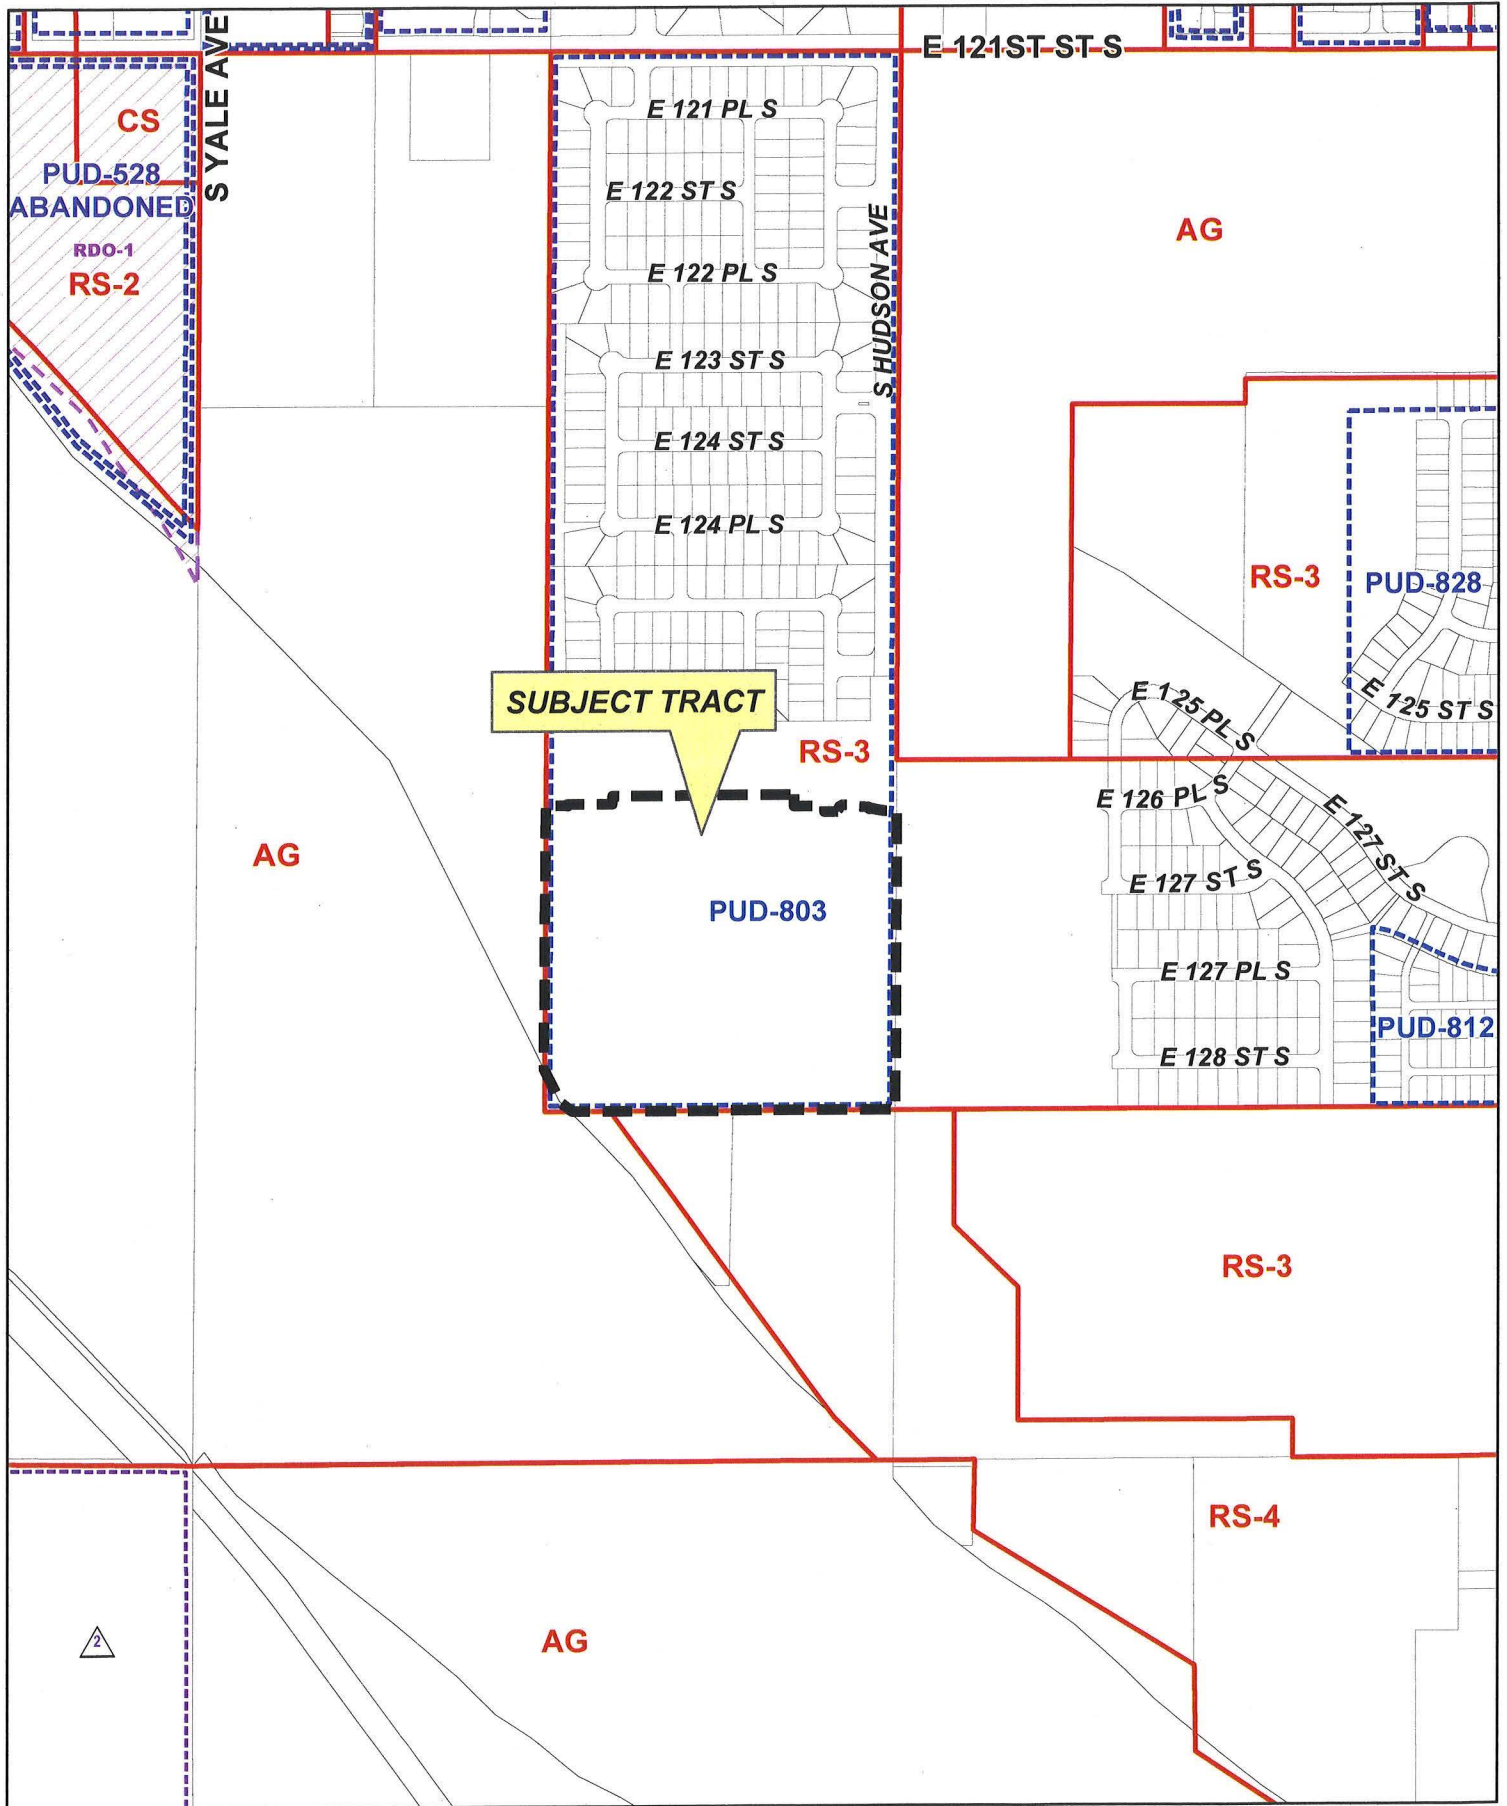 E 121ST ST S
S YALE AVE
CS
PUD-528
ABANDONED
RDO-1
RS-2
E 121 PL S
E 122 ST S
E 122 PL S
S HUDSON AVE
E 123 ST S
E 124 ST S
E 124 PL S
AG
RS-3
PUD-828
E 125 ST S
E 125 PL S
SUBJECT TRACT
RS-3
E 126 PL S
E 127 ST S
E 127 ST S
AG
PUD-803
E 127 PL S
PUD-812
E 128 ST S
RS-3
RS-4
AG
2